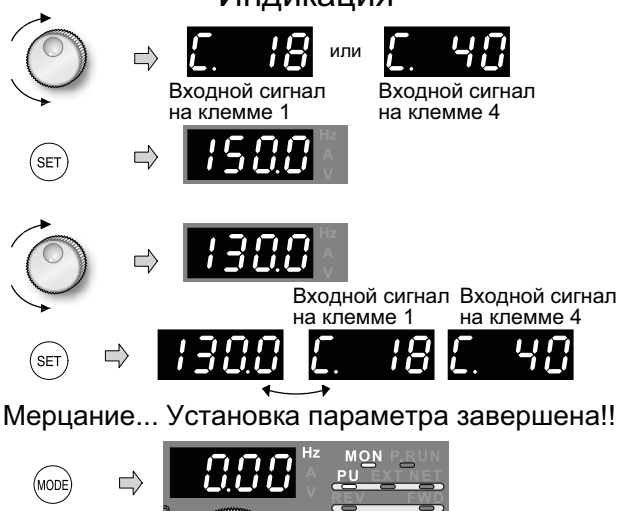 Индикация
C. 18 или C. 40
Входной сигнал на клемме 1
Входной сигнал на клемме 4
SET
150.0 Hz A V
130.0 Hz A V
Входной сигнал на клемме 1
Входной сигнал на клемме 4
SET
130.0 C. 18 C. 40
Мерцание... Установка параметра завершена!!
MODE
0.00 Hz A V
MON P.RUN
PU EXT NET
REV FWD